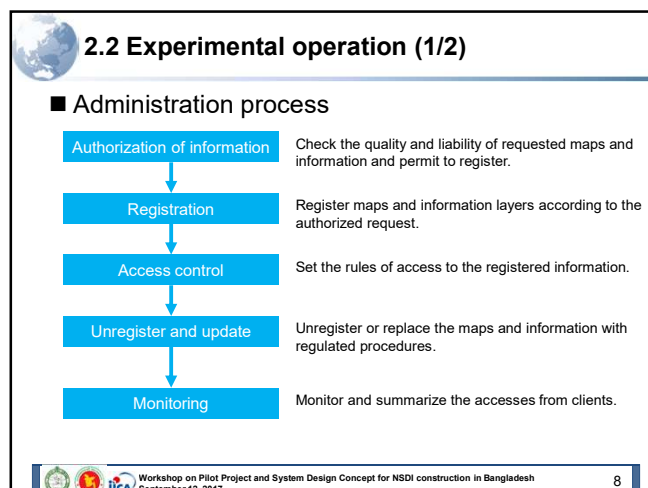 2.2 Experimental operation (1/2)
■ Administration process
Authorization of information
Check the quality and liability of requested maps and
information and permit to register.
Registration
Register maps and information layers according to the
authorized request.
Access control
Set the rules of access to the registered information.
Unregister and update
Unregister or replace the maps and information with
regulated procedures.
Monitoring
Monitor and summarize the accesses from clients.
Workshop on Pilot Project and System Design Concept for NSDI construction in Bangladesh
8